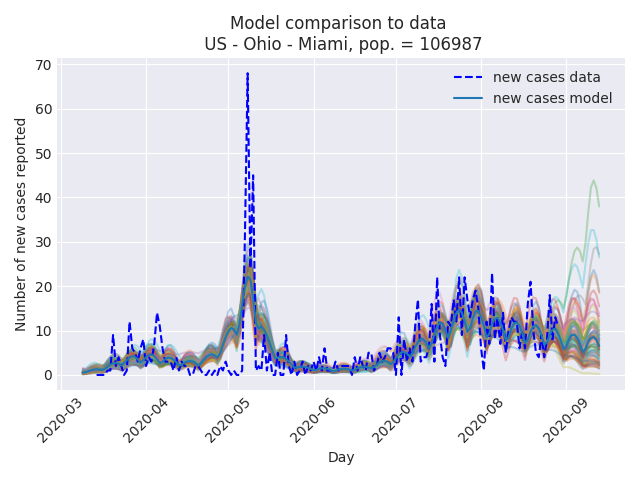 Model comparison to data
US - Ohio - Miami, pop. = 106987
new cases data
new cases model
Number of new cases reported
70
60
50
40
30
20
10
0
2020-03
2020-04
2020-05
2020-06
2020-07
2020-08
2020-09
Day